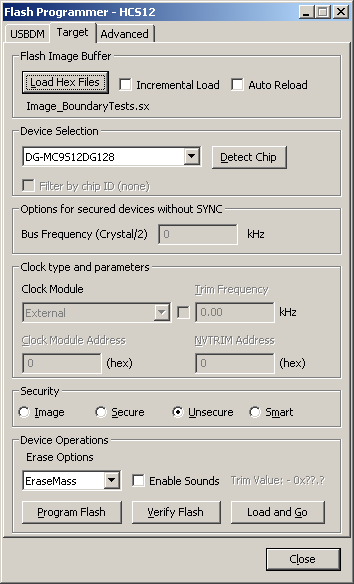 Flash Programmer - HCS12
USBDM Target Advanced
Flash Image Buffer
Load Hex Files Incremental Load Auto Reload
Image_BoundaryTests.sx
Device Selection
DG-MC9S12DG128 Detect Chip
Filter by chip ID (none)
Options for secured devices without SYNC
Bus Frequency (Crystal/2) 0 kHz
Clock type and parameters
Clock Module Trim Frequency
External 0.00 kHz
Clock Module Address NVTRIM Address
0 (hex) 0 (hex)
Security
Image Secure Unsecure Smart
Device Operations
Erase Options
EraseMass Enable Sounds Trim Value: - 0x??.?
Program Flash Verify Flash Load and Go
Close